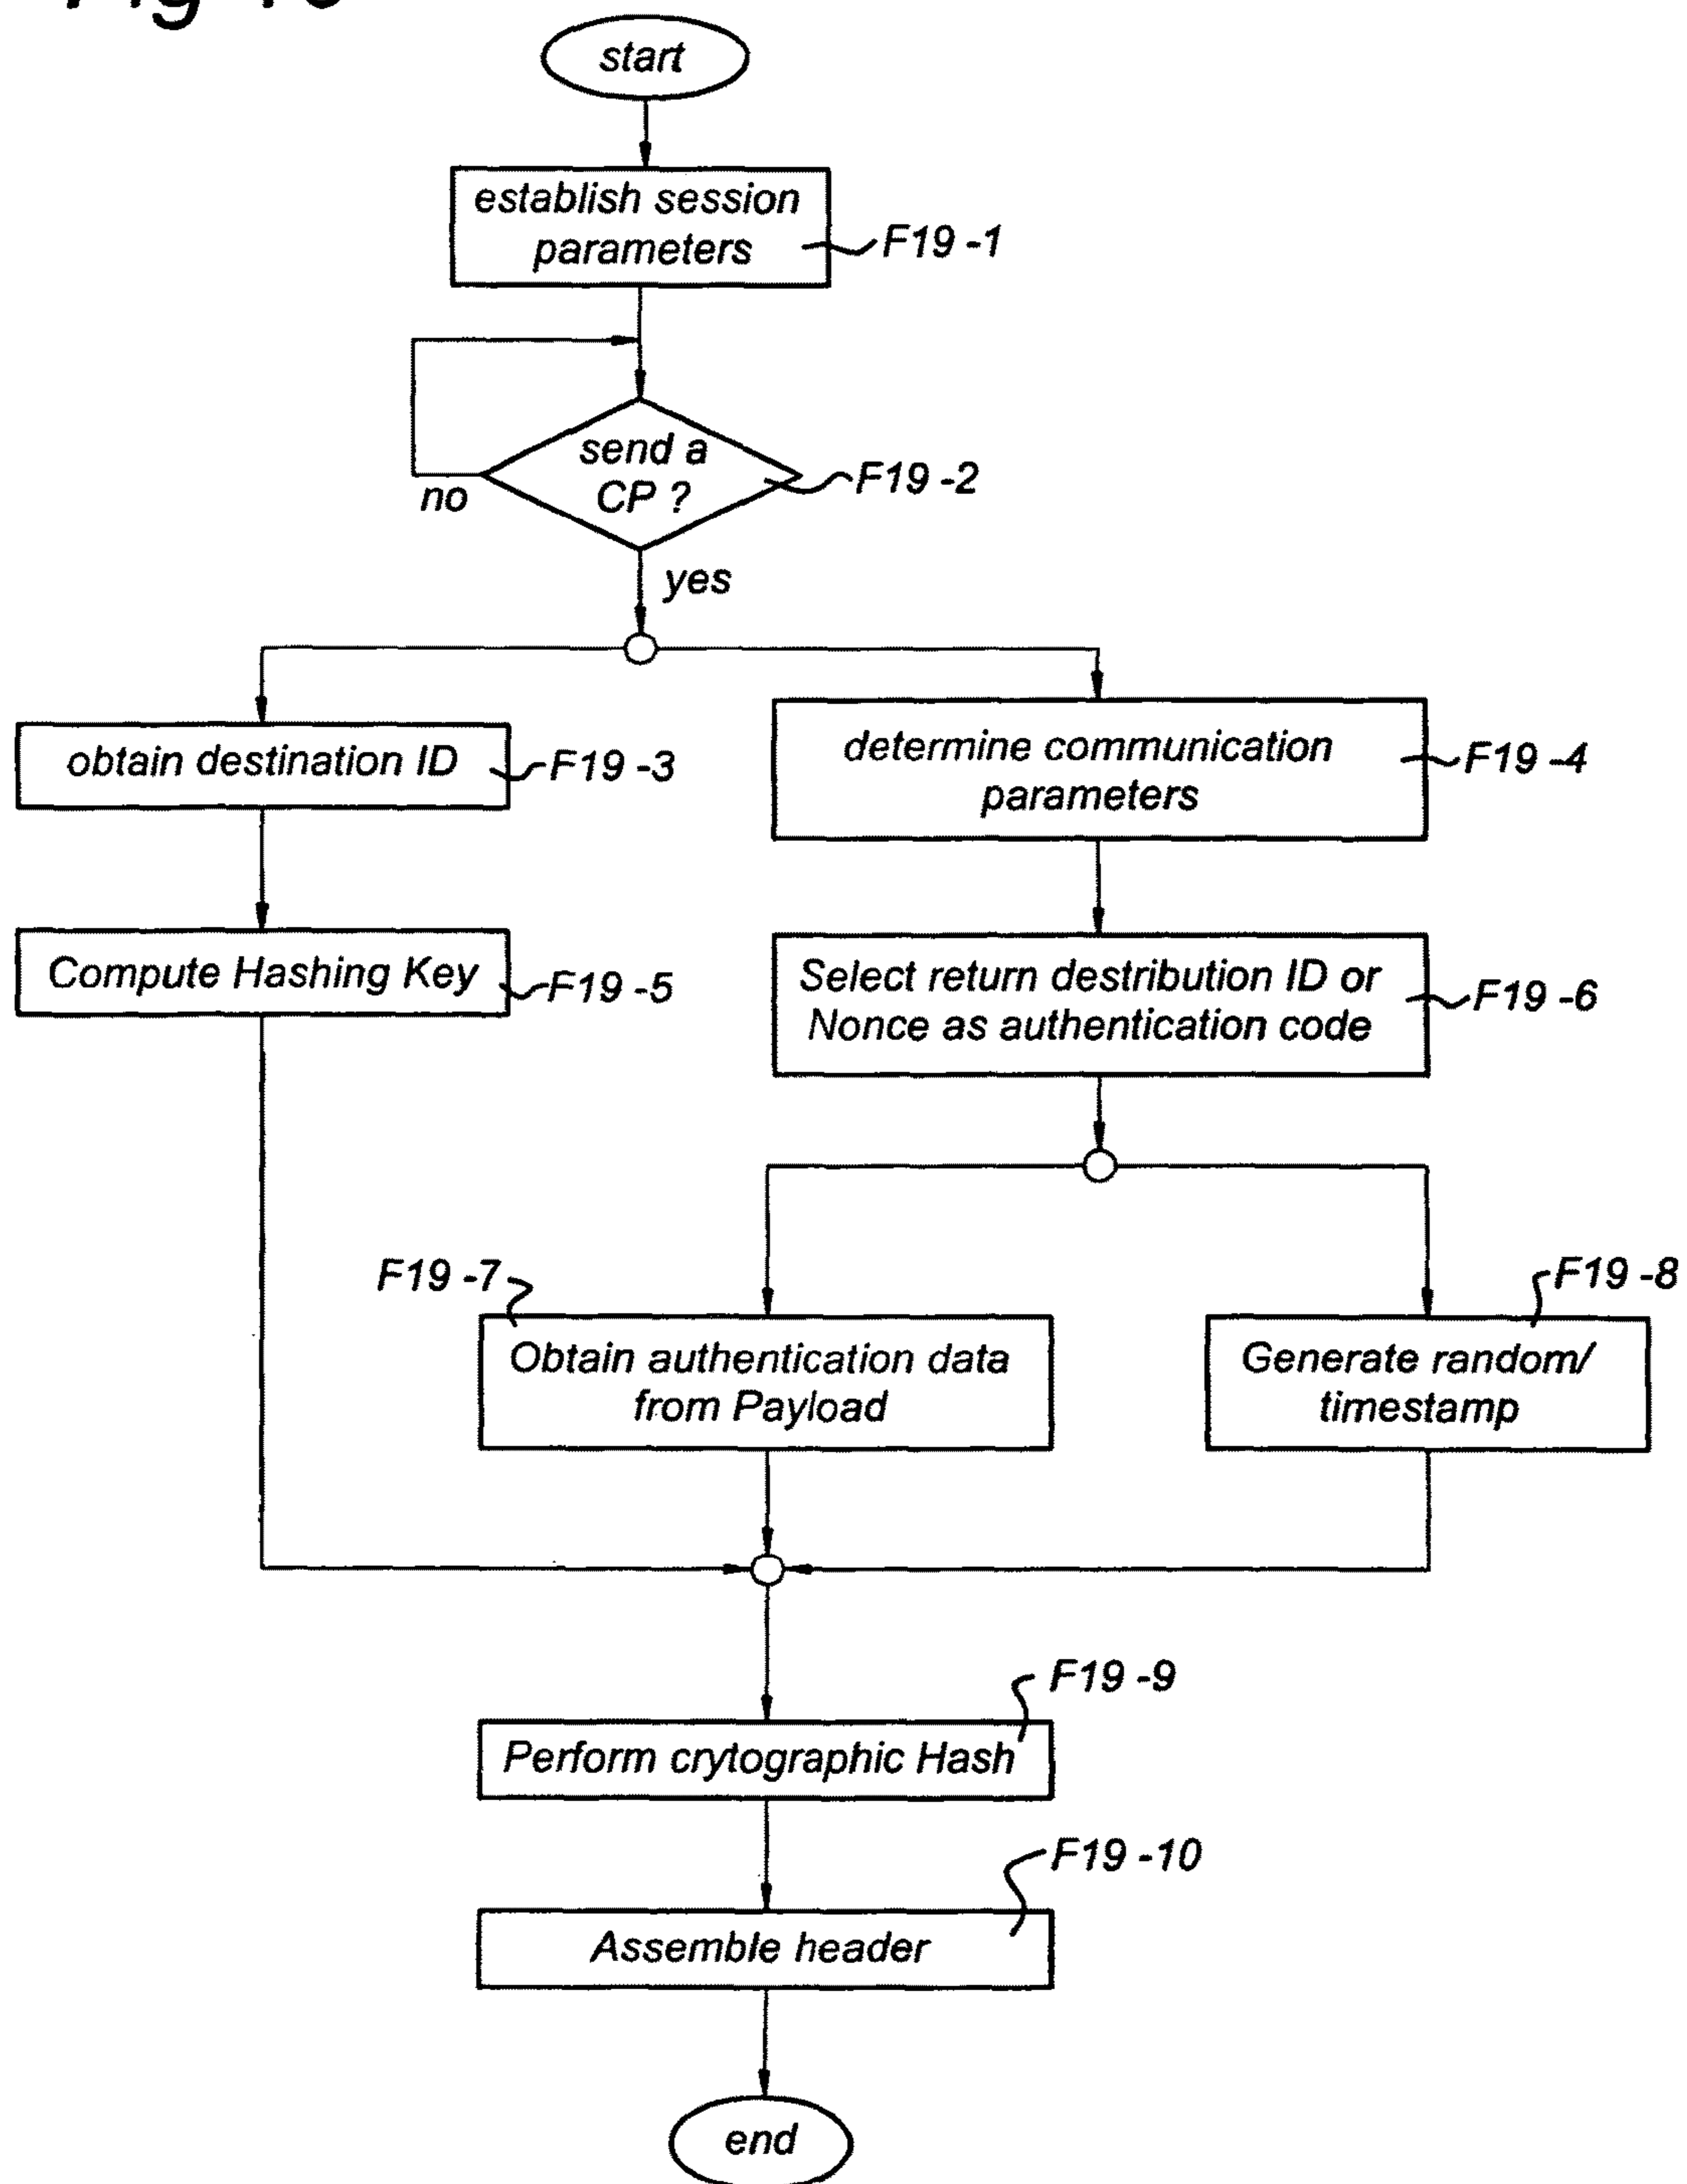 start
establish session
parameters
F19 -1
send a
CP ?
F19 -2
no
yes
obtain destination ID
F19 -3
determine communication
parameters
F19 -4
Compute Hashing Key
F19 -5
Select return destribution ID or
Nonce as authentication code
F19 -6
F19 -7
Obtain authentication data
from Payload
F19 -8
Generate random/
timestamp
F19 -9
Perform crytographic Hash
F19 -10
Assemble header
end